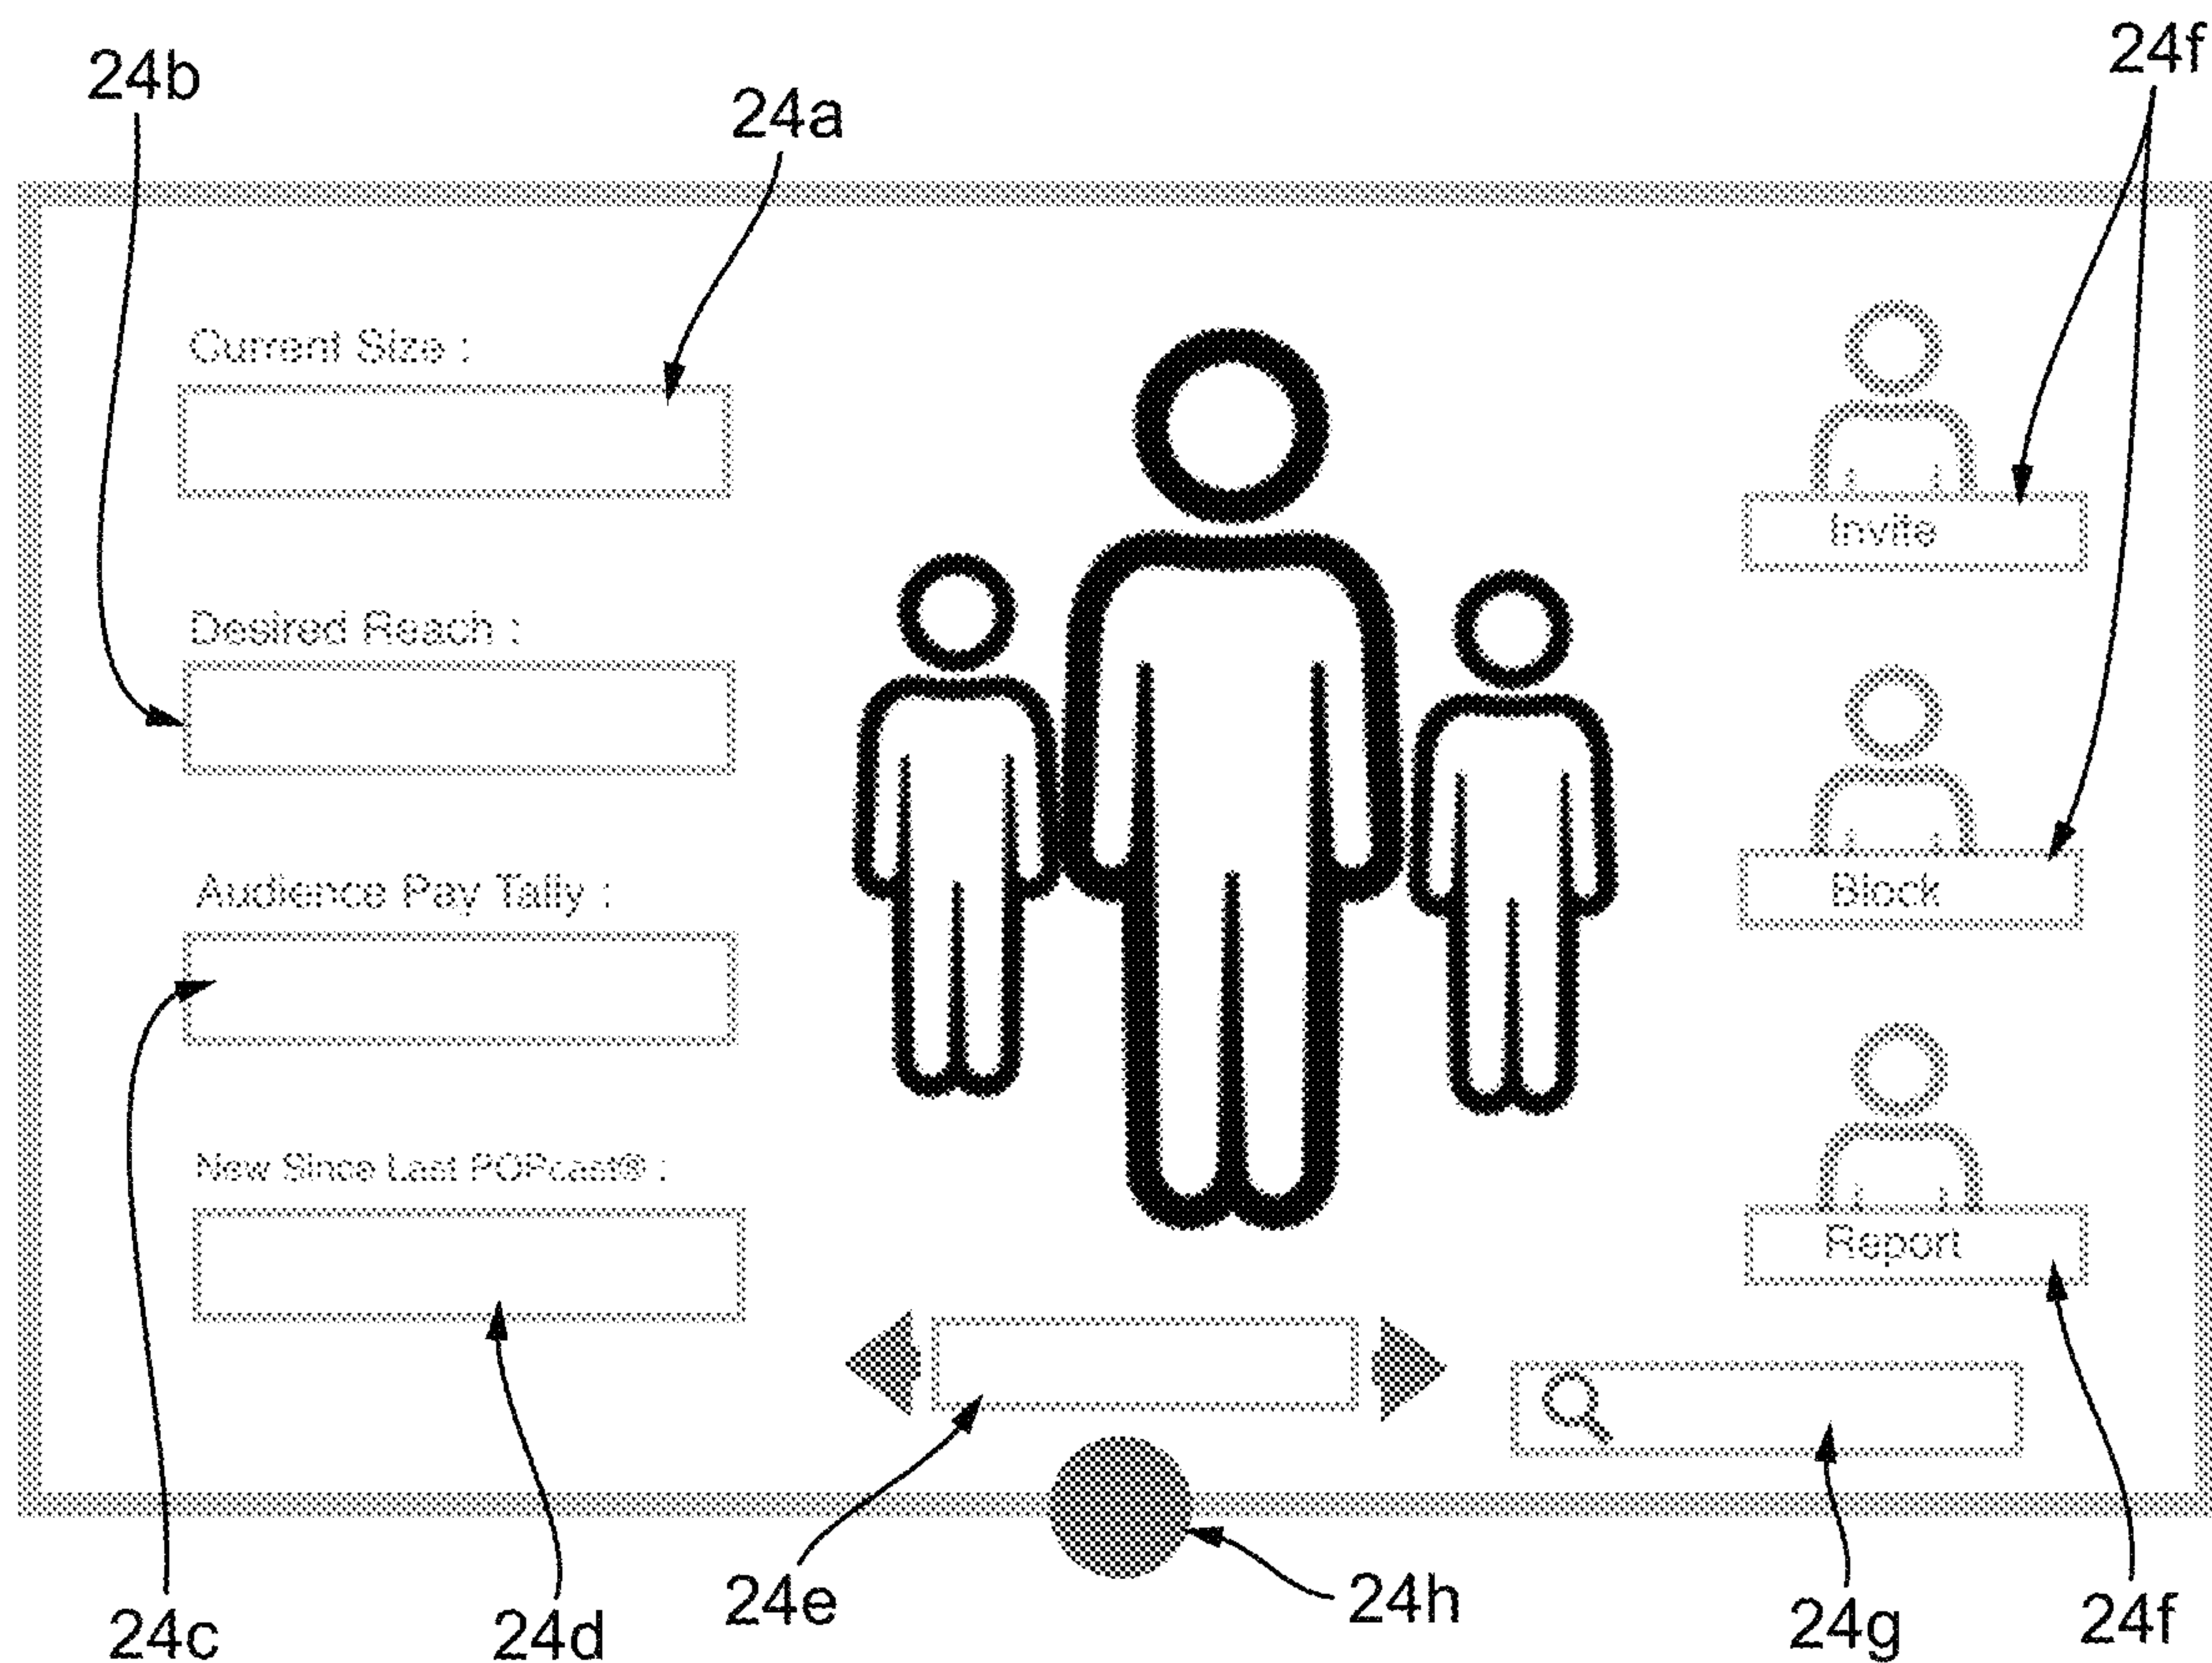 24b
24a
24f
Current Size :
Invite
Desired Reach :
Audience Pay Tally :
Block
New Since Last POPcast® :
Report
24c
24d
24e
24h
24g
24f